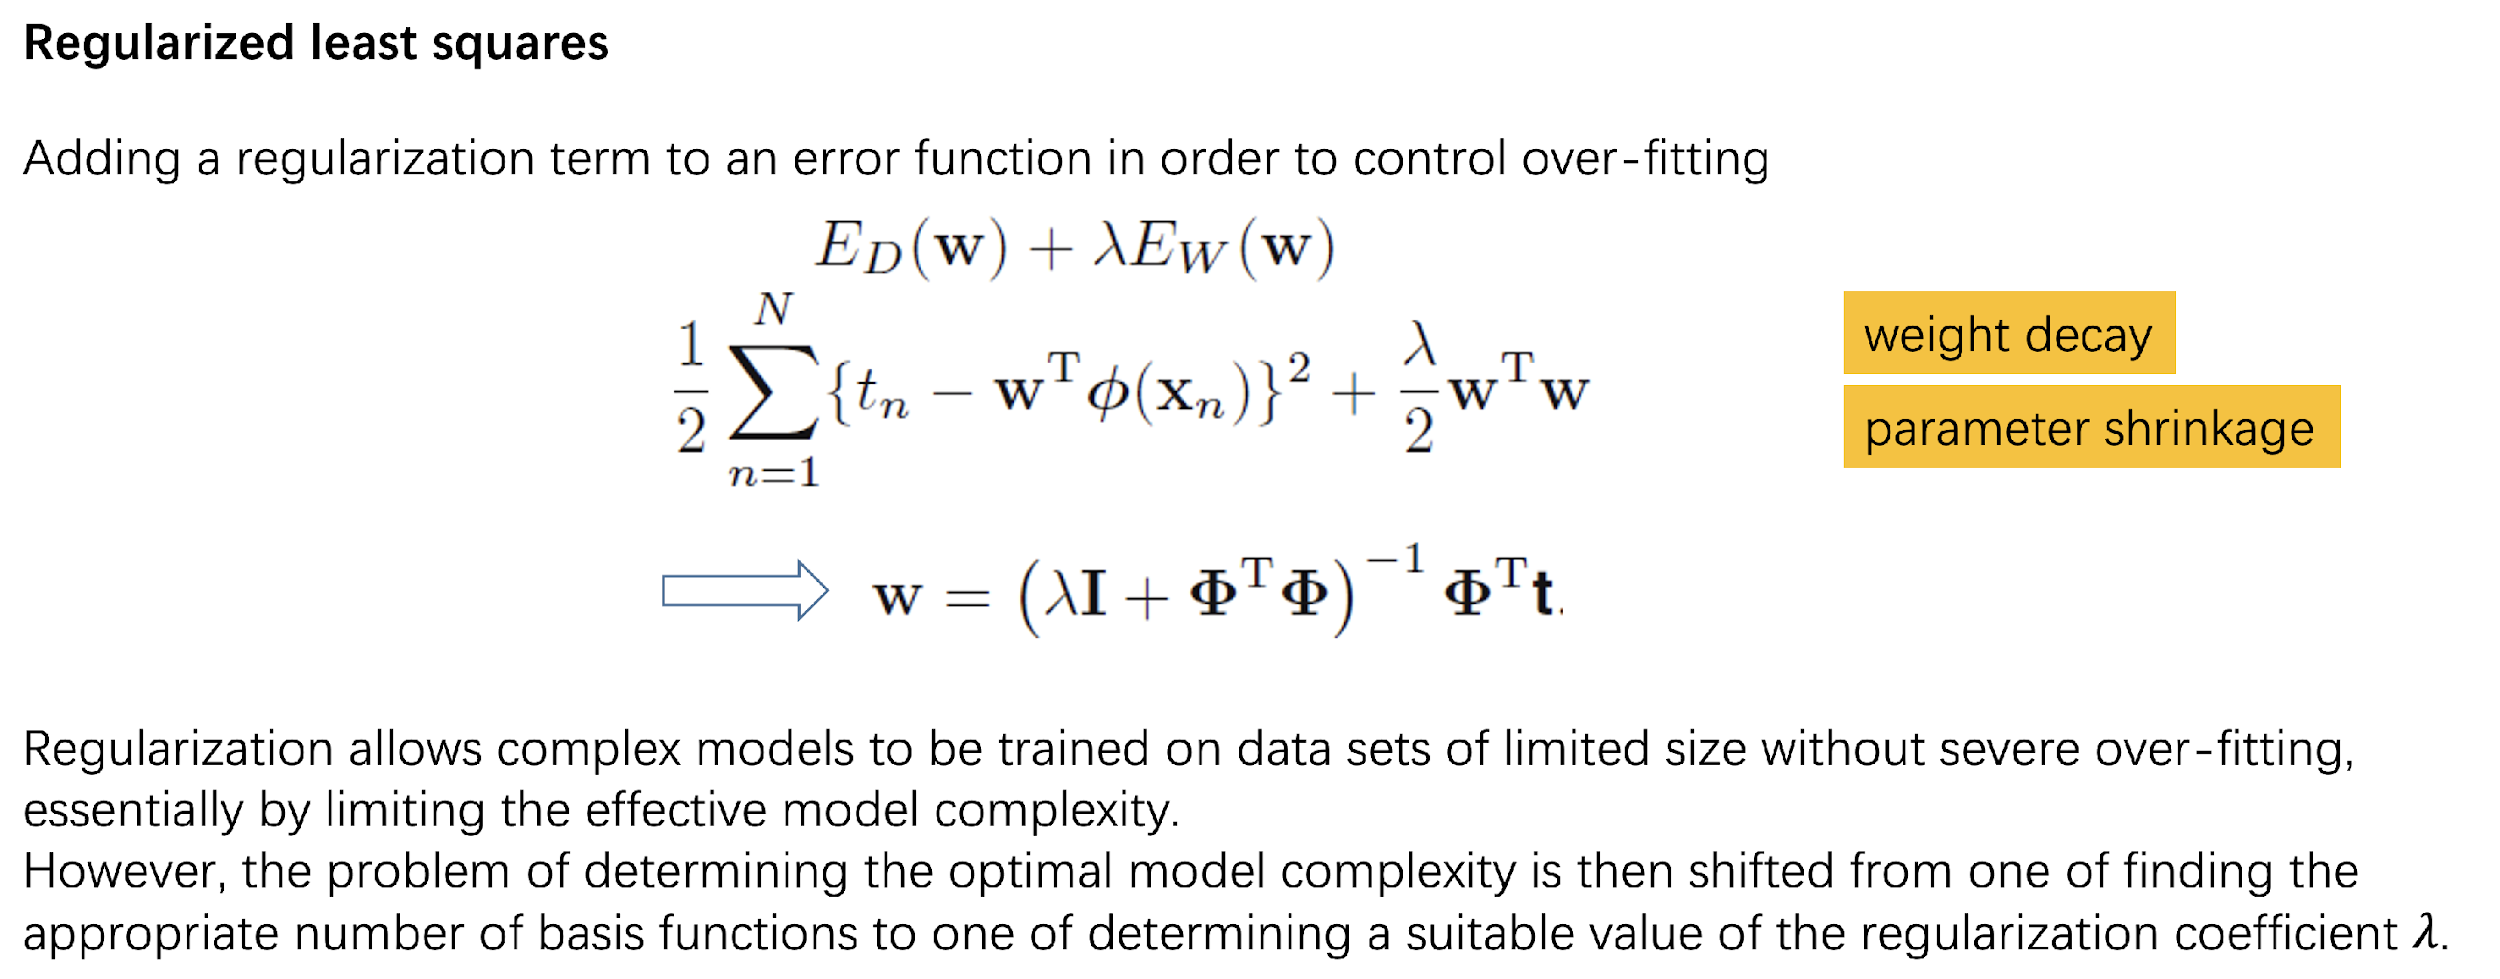 Regularized least squares
Adding a regularization term to an error function in order to control over-fitting
E_D(𝐰) + λE_W(𝐰)
\frac{1}{2} \sum_{n=1}^{N} {t_n − 𝐰^T ϕ(𝐱_n)}^2 + \frac{λ}{2} 𝐰^T 𝐰
weight decay
parameter shrinkage
𝐰 = (λ𝐈 + 𝚽^T 𝚽)^{−1} 𝚽^T 𝘁.
Regularization allows complex models to be trained on data sets of limited size without severe over-fitting,
essentially by limiting the effective model complexity.
However, the problem of determining the optimal model complexity is then shifted from one of finding the
appropriate number of basis functions to one of determining a suitable value of the regularization coefficient λ.